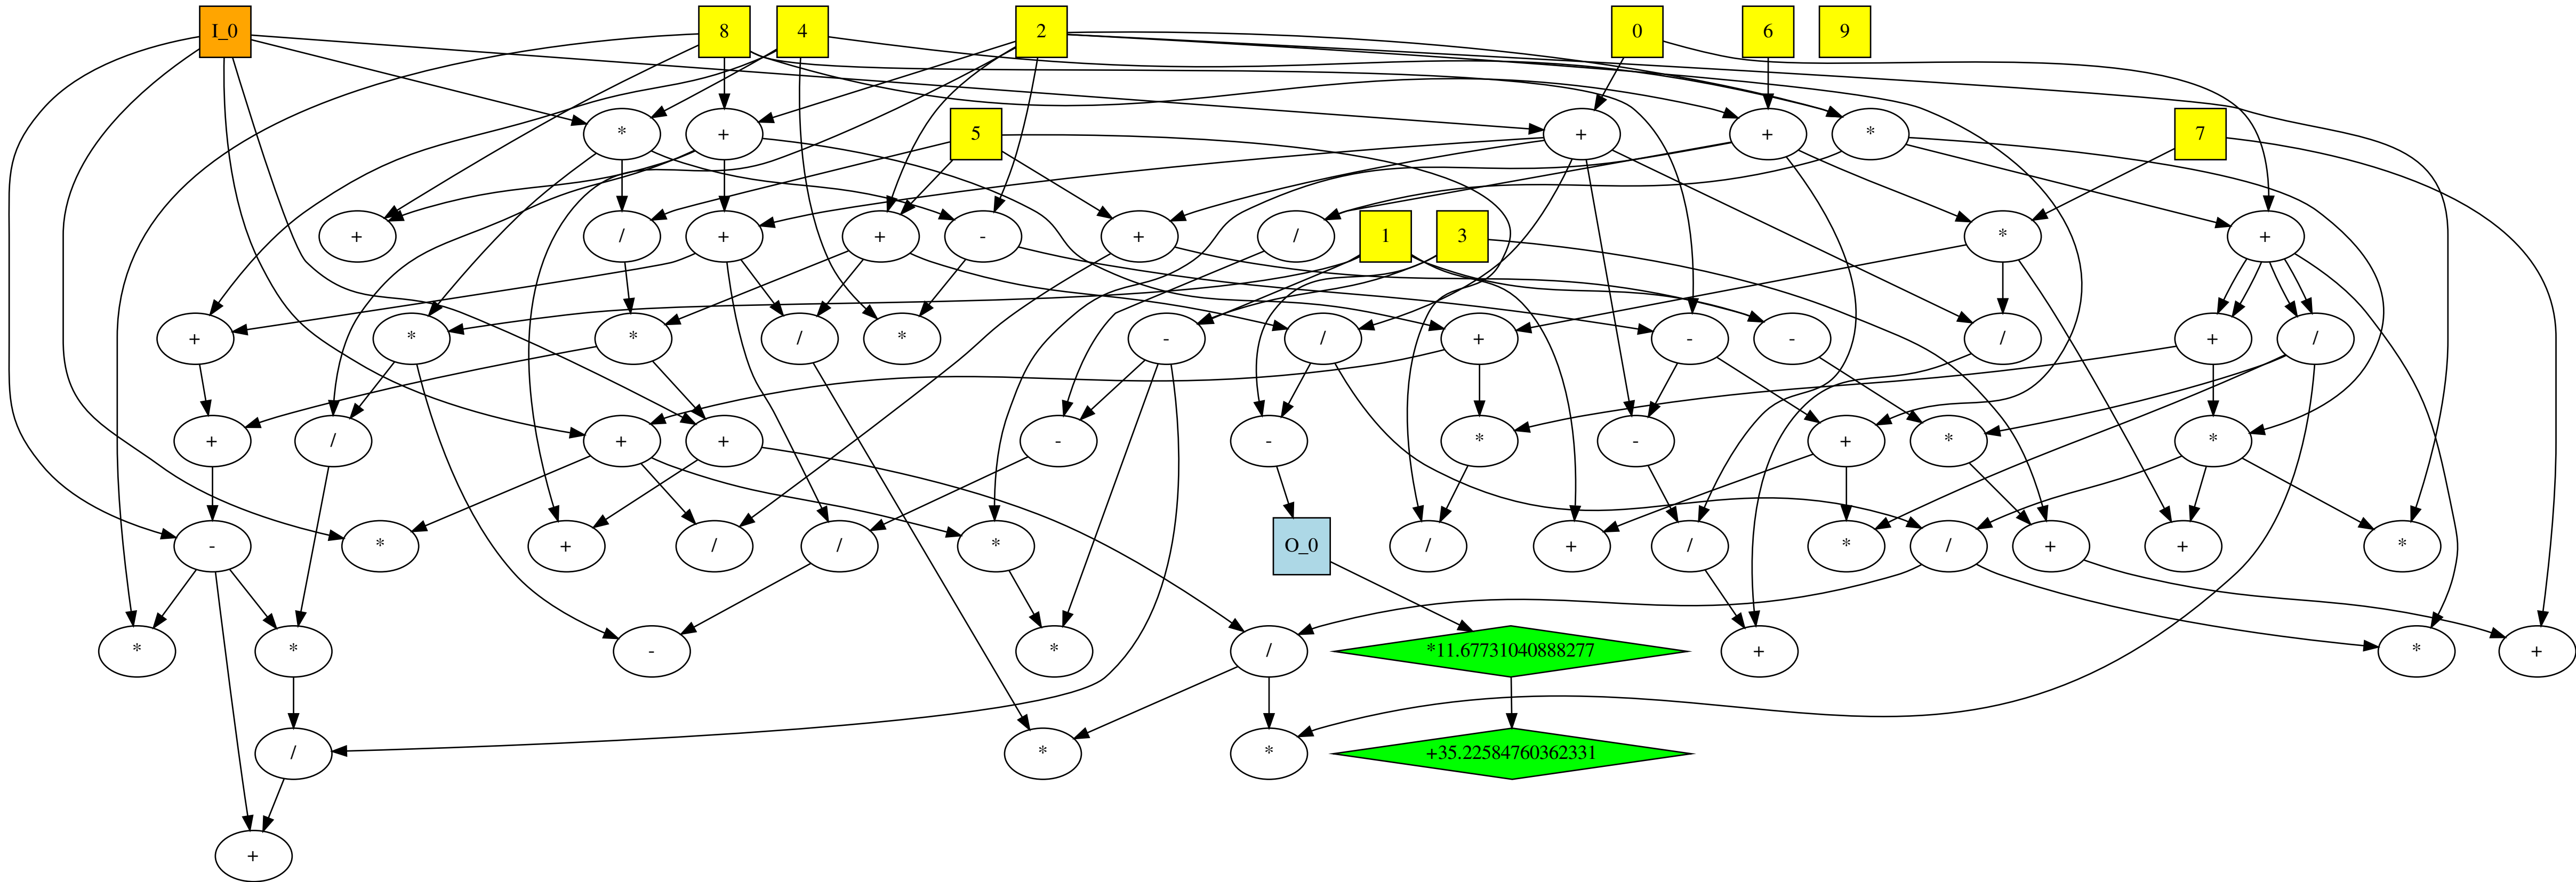 I_0 8 4 2 0 6 9
* + 5 + + * 7
+ / + + - + / 1 3 * +
+ * * / * - / + - - / + /
+ / + + - - * - + * *
- * + / / * O_0 / + / * / + + *
* * - * / *11.67731040888277 + * +
/ * * +35.22584760362331
+